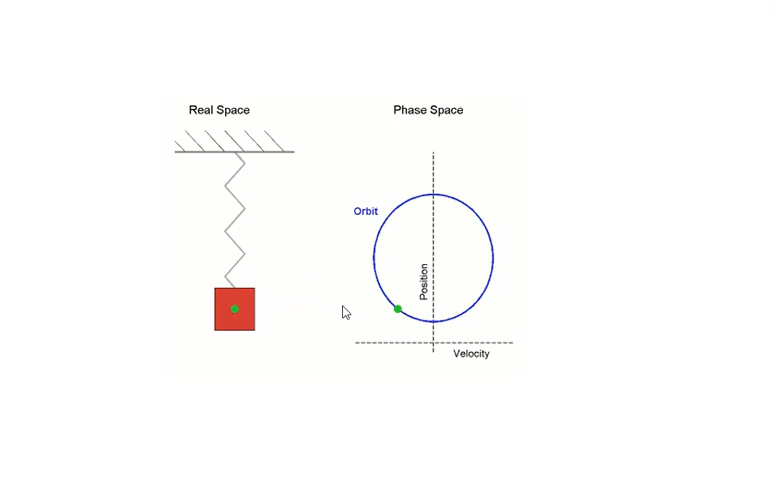 Real Space
Phase Space
Orbit
Position
Velocity